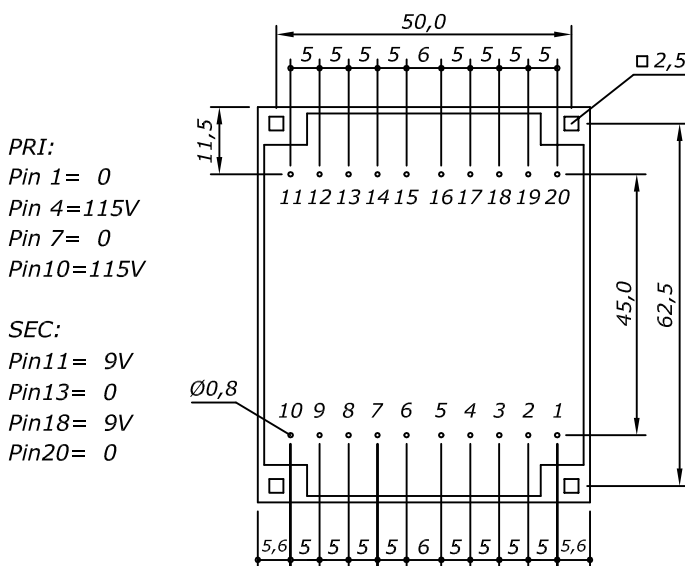 50,0
5 5 5 5 6 5 5 5 5
2,5
11,5
PRI:
Pin 1= 0
Pin 4=115V
Pin 7= 0
Pin10=115V
11 12 13 14 15 16 17 18 19 20
45,0
62,5
SEC:
Pin11= 9V
Pin13= 0
Pin18= 9V
Pin20= 0
Ø0,8
10 9 8 7 6 5 4 3 2 1
5,6 5 5 5 5 6 5 5 5 5 5,6